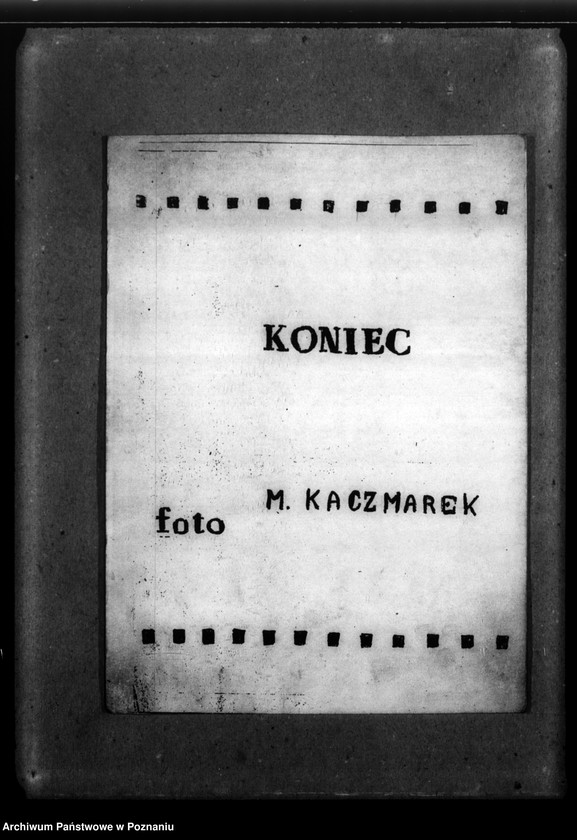 KONIEC
M. KACZMAREK
foto
Archiwum Państwowe w Poznaniu